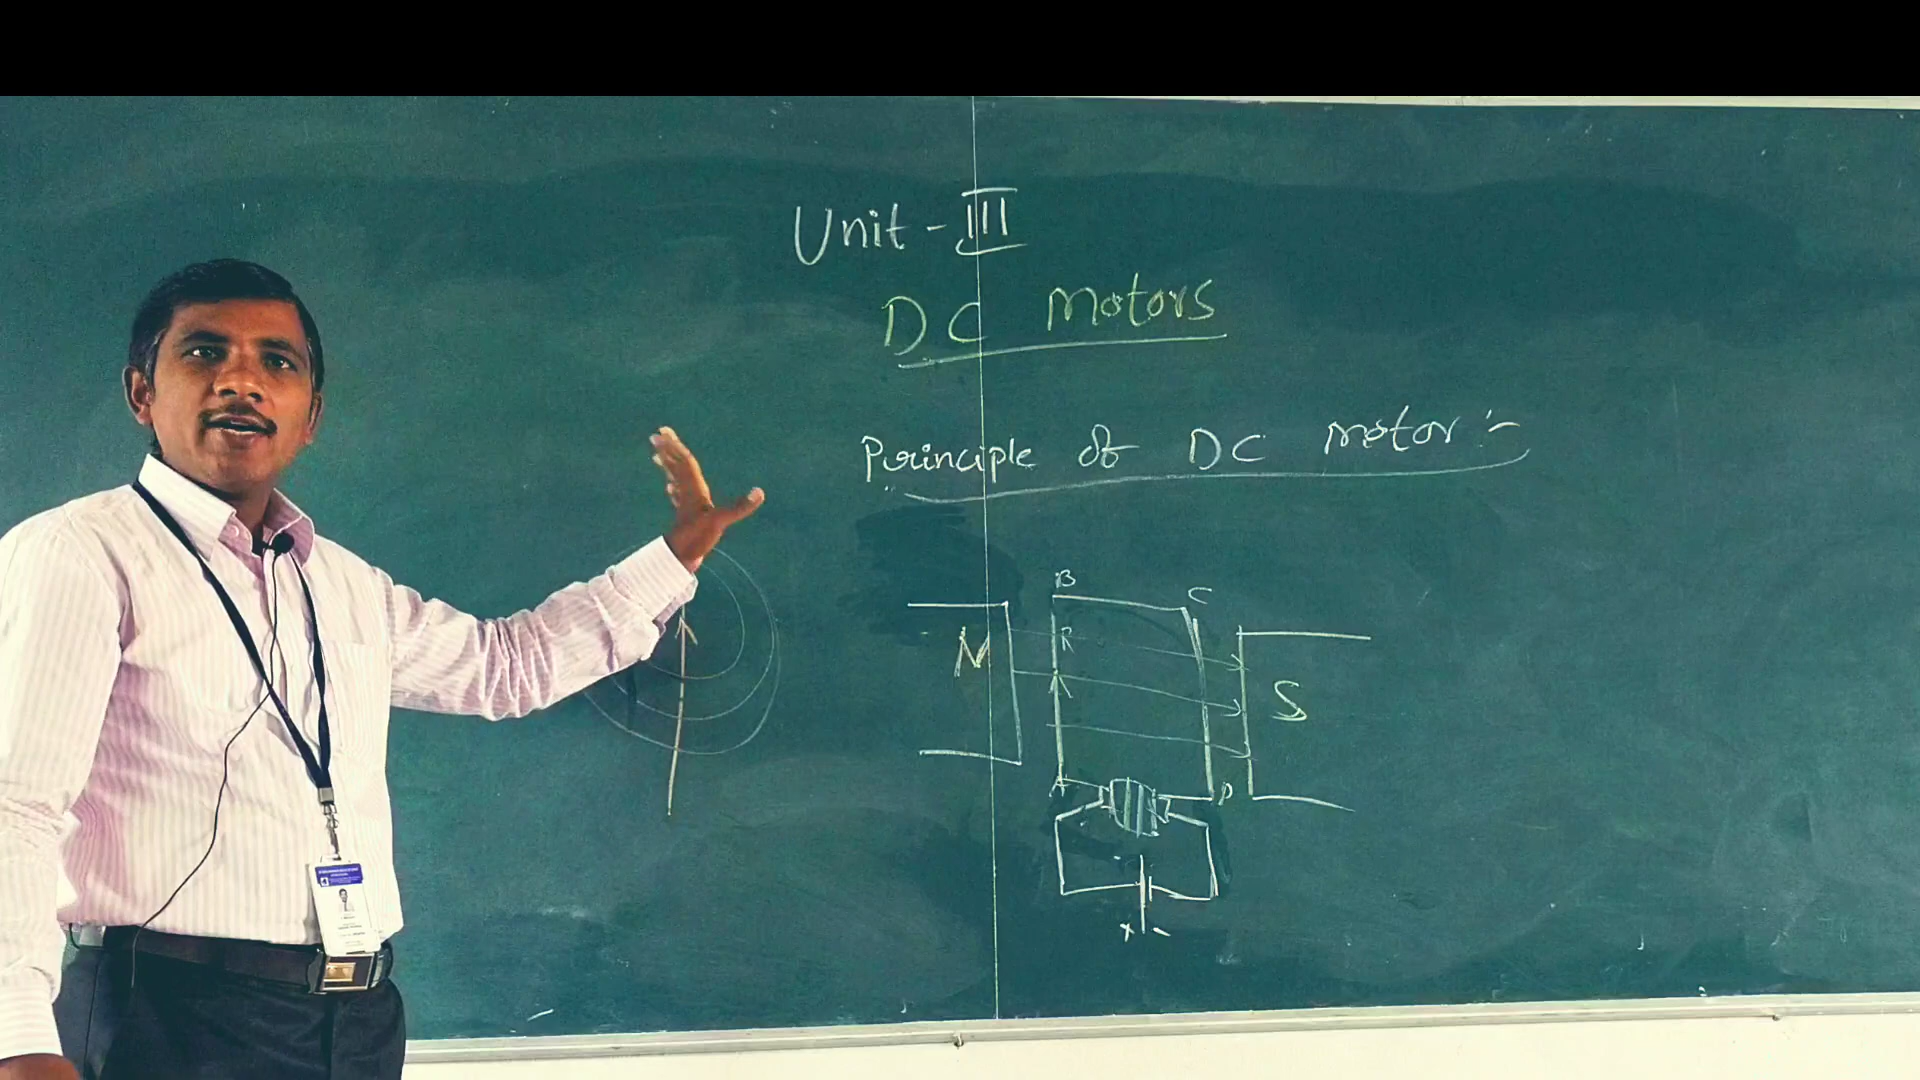 Unit - III
DC Motors
Principle of DC motor :-
B
C
R
N
S
A
D
+ -